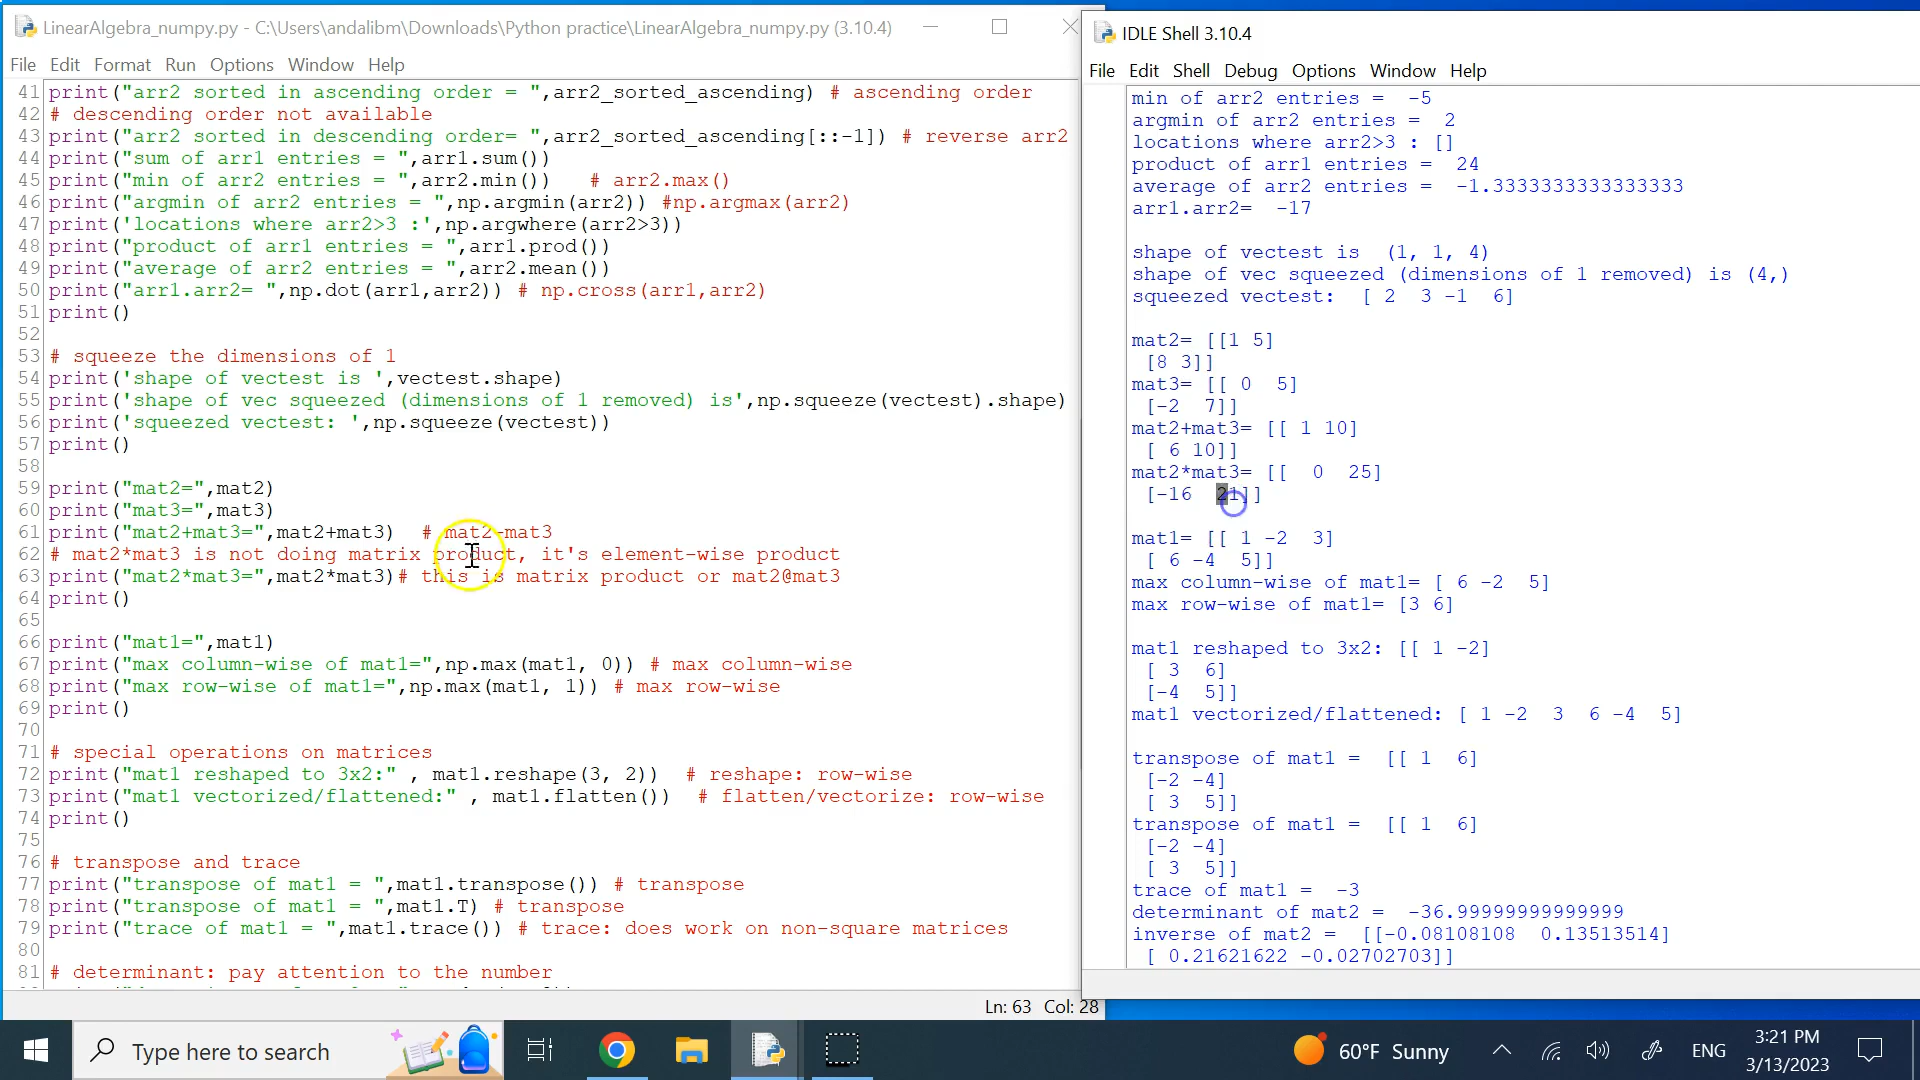 LinearAlgebra_numpy.py - C:\Users\andalibm\Downloads\Python practice\LinearAlgebra_numpy.py (3.10.4)
File Edit Format Run Options Window Help
41 print("arr2 sorted in ascending order = ",arr2_sorted_ascending) # ascending order
42 # descending order not available
43 print("arr2 sorted in descending order= ",arr2_sorted_ascending[::-1]) # reverse arr2
44 print("sum of arr1 entries = ",arr1.sum())
45 print("min of arr2 entries = ",arr2.min())   # arr2.max()
46 print("argmin of arr2 entries = ",np.argmin(arr2)) #np.argmax(arr2)
47 print('locations where arr2>3 :',np.argwhere(arr2>3))
48 print("product of arr1 entries = ",arr1.prod())
49 print("average of arr2 entries = ",arr2.mean())
50 print("arr1.arr2= ",np.dot(arr1,arr2)) # np.cross(arr1,arr2)
51 print()
52
53 # squeeze the dimensions of 1
54 print('shape of vectest is ',vectest.shape)
55 print('shape of vec squeezed (dimensions of 1 removed) is',np.squeeze(vectest).shape)
56 print('squeezed vectest: ',np.squeeze(vectest))
57 print()
58
59 print("mat2=",mat2)
60 print("mat3=",mat3)
61 print("mat2+mat3=",mat2+mat3)  # mat2-mat3
62 # mat2*mat3 is not doing matrix product, it's element-wise product
63 print("mat2*mat3=",mat2*mat3)# this is matrix product or mat2@mat3
64 print()
65
66 print("mat1=",mat1)
67 print("max column-wise of mat1=",np.max(mat1, 0)) # max column-wise
68 print("max row-wise of mat1=",np.max(mat1, 1)) # max row-wise
69 print()
70
71 # special operations on matrices
72 print("mat1 reshaped to 3x2:" , mat1.reshape(3, 2))  # reshape: row-wise
73 print("mat1 vectorized/flattened:" , mat1.flatten())  # flatten/vectorize: row-wise
74 print()
75
76 # transpose and trace
77 print("transpose of mat1 = ",mat1.transpose()) # transpose
78 print("transpose of mat1 = ",mat1.T) # transpose
79 print("trace of mat1 = ",mat1.trace()) # trace: does work on non-square matrices
80
81 # determinant: pay attention to the number
Ln: 63 Col: 28
IDLE Shell 3.10.4
File Edit Shell Debug Options Window Help
min of arr2 entries =  -5
argmin of arr2 entries =  2
locations where arr2>3 : []
product of arr1 entries =  24
average of arr2 entries =  -1.3333333333333333
arr1.arr2=  -17
shape of vectest is  (1, 1, 4)
shape of vec squeezed (dimensions of 1 removed) is (4,)
squeezed vectest:  [ 2  3 -1  6]
mat2= [[1 5]
[8 3]]
mat3= [[ 0  5]
[-2  7]]
mat2+mat3= [[ 1 10]
[ 6 10]]
mat2*mat3= [[  0  25]
[-16  21]]
mat1= [[ 1 -2  3]
[ 6 -4  5]]
max column-wise of mat1= [ 6 -2  5]
max row-wise of mat1= [3 6]
mat1 reshaped to 3x2: [[ 1 -2]
[ 3  6]
[-4  5]]
mat1 vectorized/flattened: [ 1 -2  3  6 -4  5]
transpose of mat1 =  [[ 1  6]
[-2 -4]
[ 3  5]]
transpose of mat1 =  [[ 1  6]
[-2 -4]
[ 3  5]]
trace of mat1 =  -3
determinant of mat2 =  -36.99999999999999
inverse of mat2 =  [[-0.08108108  0.13513514]
[ 0.21621622 -0.02702703]]
Type here to search
60°F Sunny
ENG
3:21 PM
3/13/2023